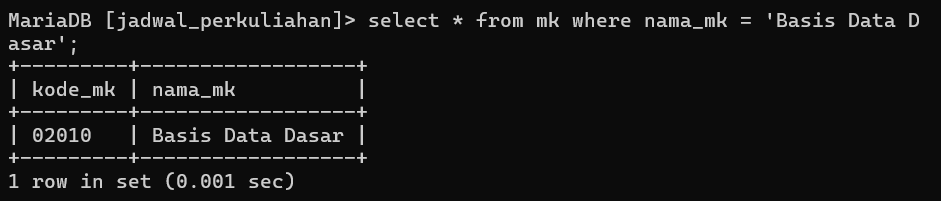 MariaDB [jadwal_perkuliahan]> select * from mk where nama_mk = 'Basis Data D
asar';
+---------+------------------+
| kode_mk | nama_mk          |
+---------+------------------+
| 02010   | Basis Data Dasar |
+---------+------------------+
1 row in set (0.001 sec)